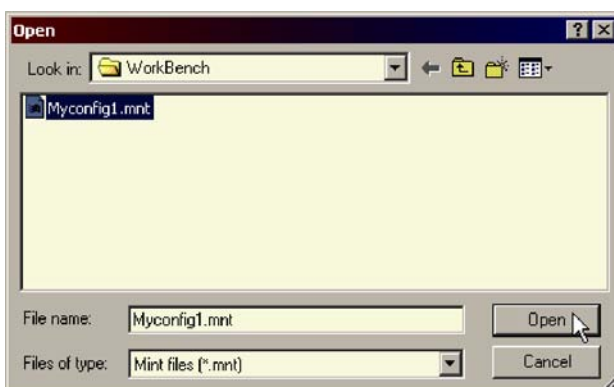 Open
Look in: WorkBench
Myconfig1.mnt
File name: Myconfig1.mnt Open
Files of type: Mint files (*.mnt) Cancel